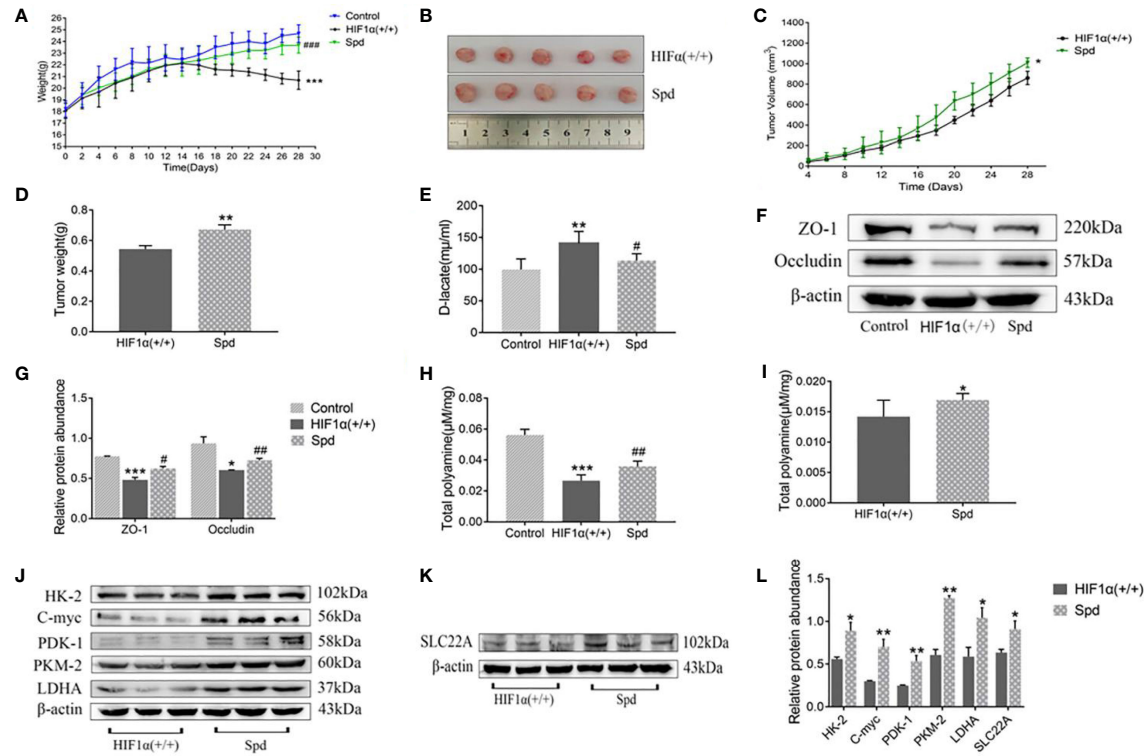 A
Weight(g)
26
25
24
23
22
21
20
19
18
17
16
15
0 2 4 6 8 10 12 14 16 18 20 22 24 26 28 30
Time(Days)
Control
HIF1α(+/+)
Spd
###
***
B
HIFα(+/+)
Spd
1 2 3 4 5 6 7 8 9
C
Tumor Volume (mm3)
1400
1200
1000
800
600
400
200
0
4 8 12 16 20 24 28
Time (Days)
HIF1α(+/+)
Spd
*
D
Tumor weight(g)
0.8
0.6
0.4
0.2
0.0
**
HIF1α(+/+) Spd
E
D-lacate(mμ/ml)
200
150
100
50
0
**
#
Control HIF1α(+/+) Spd
F
ZO-1 220kDa
Occludin 57kDa
β-actin 43kDa
Control HIF1α(+/+) Spd
G
Relative protein abundance
1.5
1.0
0.5
0.0
*** # * ##
ZO-1 Occludin
Control
HIF1α(+/+)
Spd
H
Total polyamine(μM/mg)
0.08
0.06
0.04
0.02
0.00
***
##
Control HIF1α(+/+) Spd
I
Total polyamine(μM/mg)
0.020
0.015
0.010
0.005
0.000
*
HIF1α(+/+) Spd
J
HK-2 102kDa
C-myc 56kDa
PDK-1 58kDa
PKM-2 60kDa
LDHA 37kDa
β-actin 43kDa
HIF1α(+/+) Spd
K
SLC22A 102kDa
β-actin 43kDa
HIF1α(+/+) Spd
L
Relative protein abundance
1.5
1.0
0.5
0.0
* ** ** ** * *
HK-2 C-myc PDK-1 PKM-2 LDHA SLC22A
HIF1α(+/+)
Spd